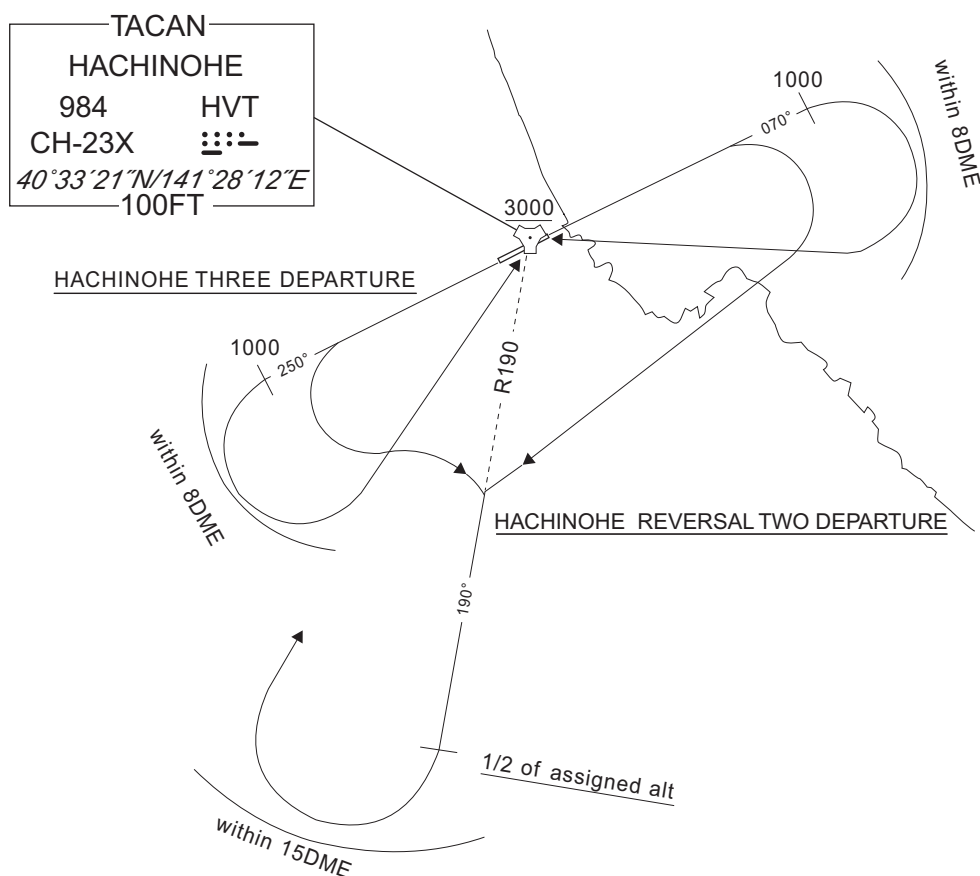 TACAN
HACHINOHE
984 HVT
CH-23X
40°33´21˝N/141°28´12˝E
100FT
1000
070°
within 8DME
3000
HACHINOHE THREE DEPARTURE
1000
250°
R190
within 8DME
HACHINOHE REVERSAL TWO DEPARTURE
190°
1/2 of assigned alt
within 15DME